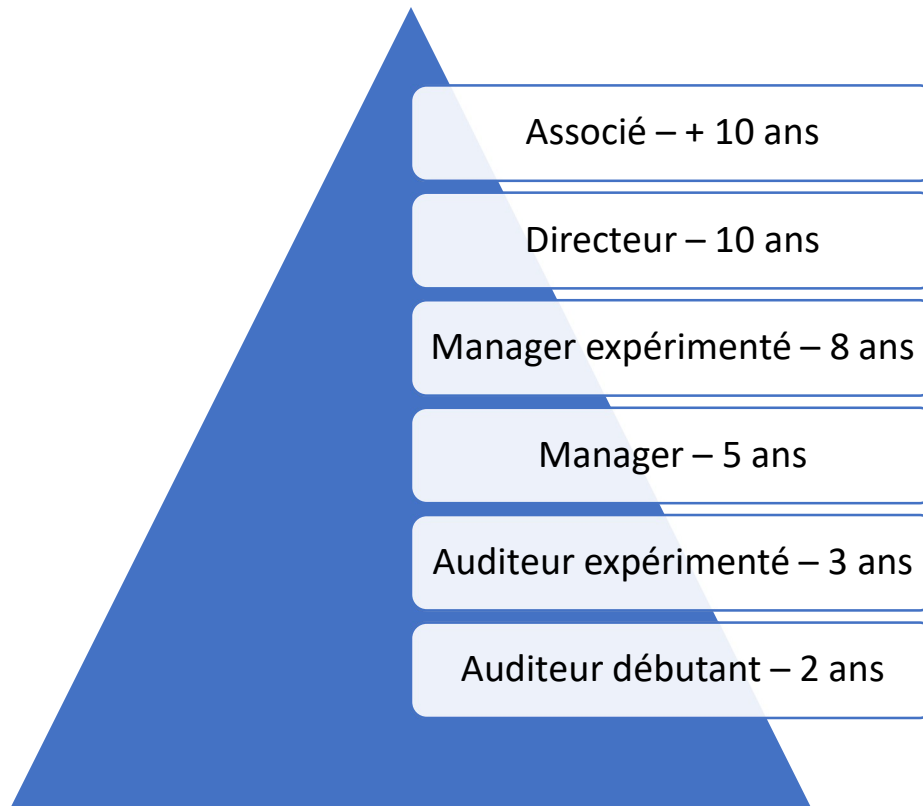 Associé – + 10 ans
Directeur – 10 ans
Manager expérimenté – 8 ans
Manager – 5 ans
Auditeur expérimenté – 3 ans
Auditeur débutant – 2 ans